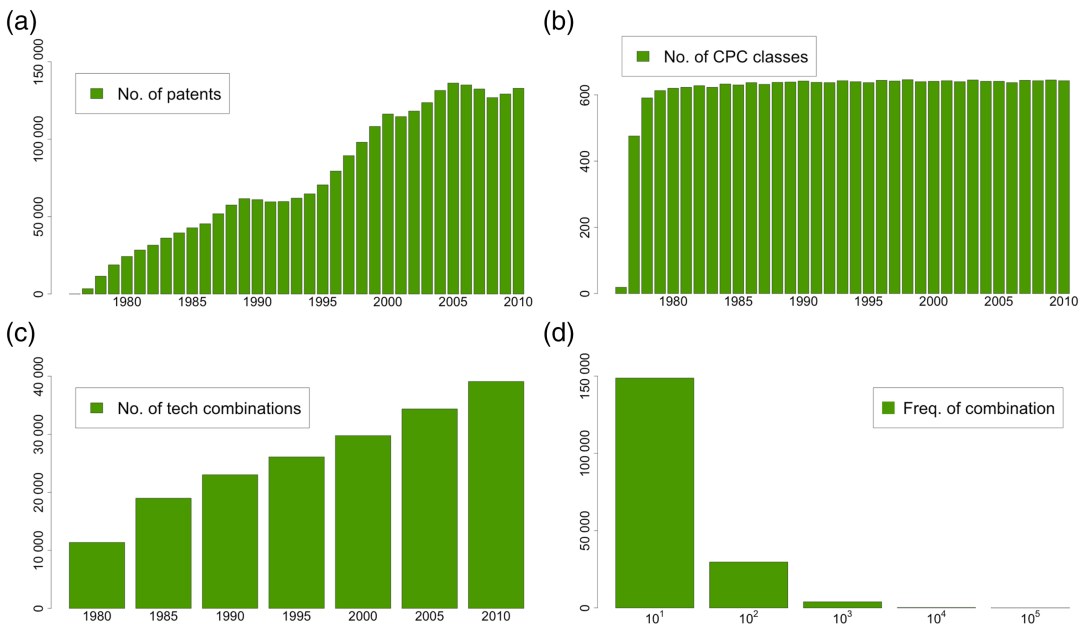 (a)
150 000
100 000
50 000
0
No. of patents
1980 1985 1990 1995 2000 2005 2010
(b)
600
400
200
0
No. of CPC classes
1980 1985 1990 1995 2000 2005 2010
(c)
40 000
30 000
20 000
10 000
0
No. of tech combinations
1980 1985 1990 1995 2000 2005 2010
(d)
150 000
100 000
50 000
0
Freq. of combination
10¹ 10² 10³ 10⁴ 10⁵